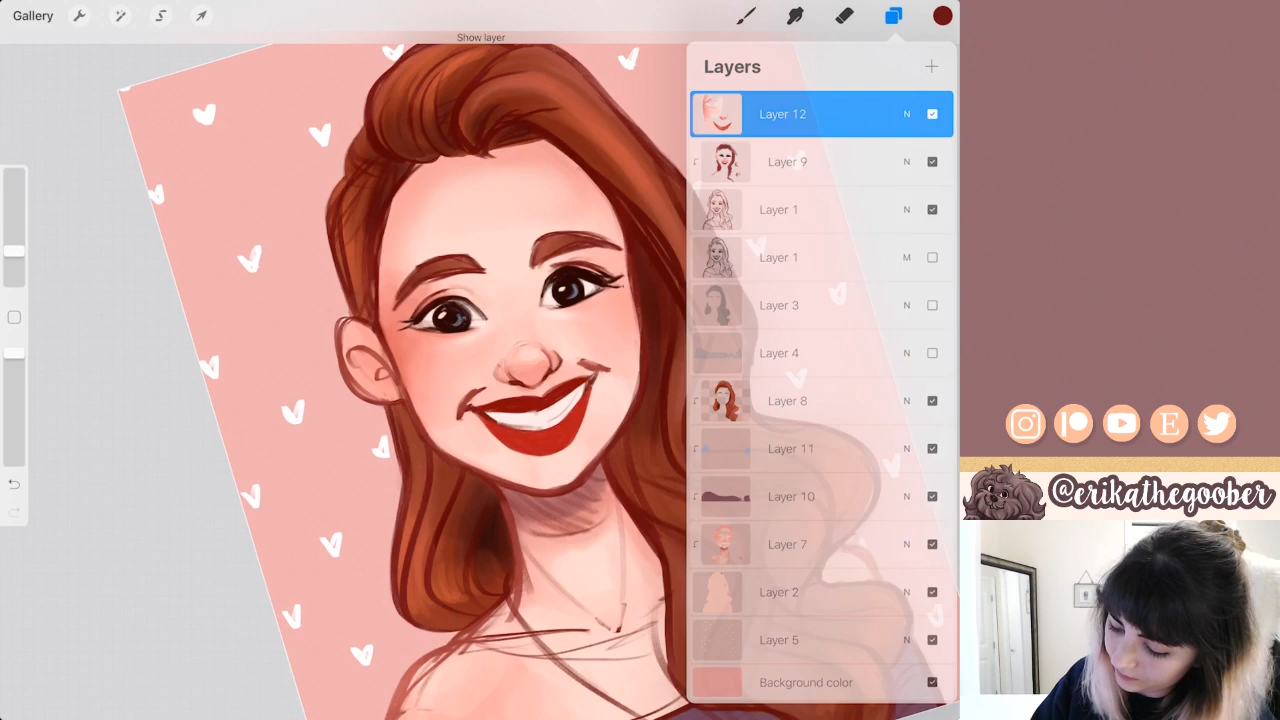 Gallery
Show layer
Layers
Layer 12 N
Layer 9 N
Layer 1 N
Layer 1 M
Layer 3 N
Layer 4 N
Layer 8 N
Layer 11 N
Layer 10 N
Layer 7 N
Layer 2 N
Layer 5 N
Background color
E
@erikathegoober